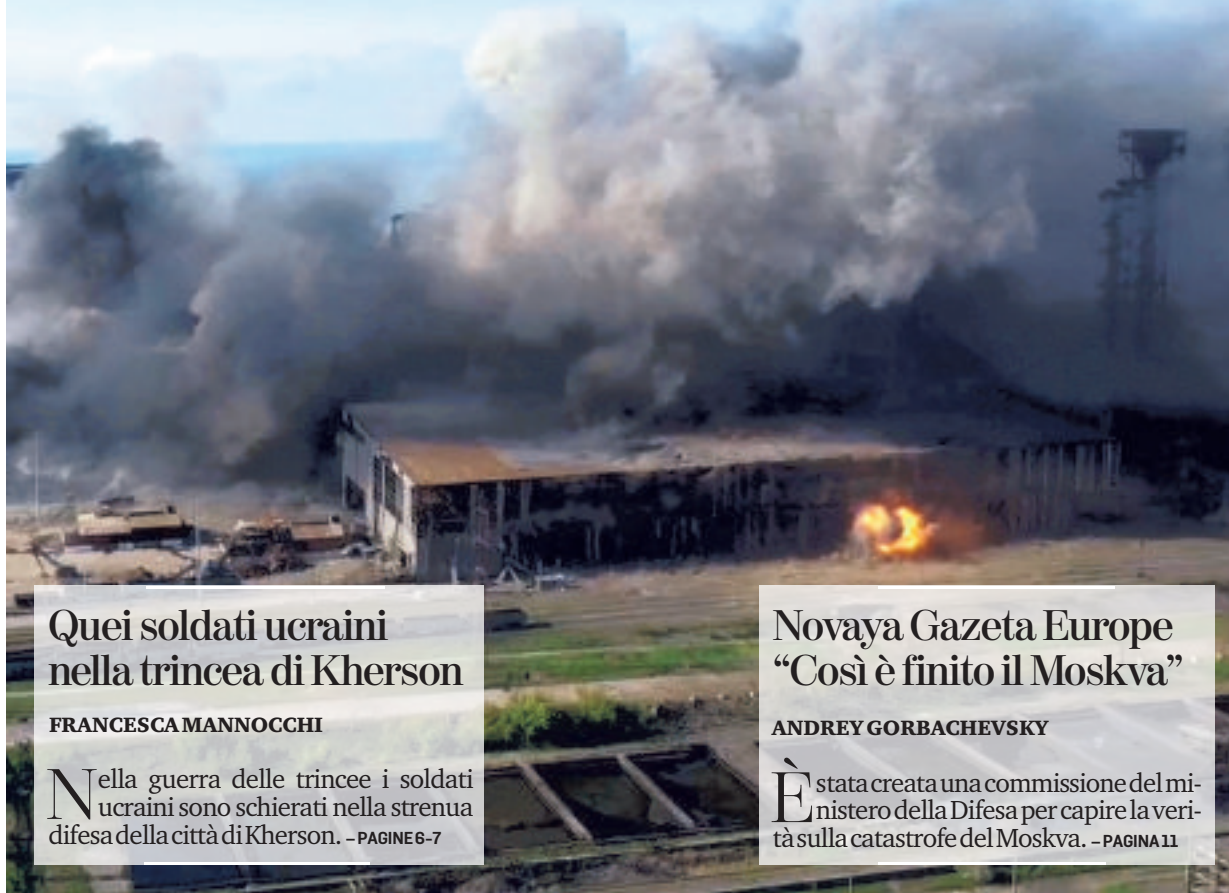 Quei soldati ucraini
nella trincea di Kherson
FRANCESCA MANNOCCHI
Nella guerra delle trincee i soldati
ucraini sono schierati nella strenua
difesa della città di Kherson. – PAGINE 6-7
Novaya Gazeta Europe
“Così è finito il Moskva”
ANDREY GORBACHEVSKY
È stata creata una commissione del mi-
nistero della Difesa per capire la veri-
tà sulla catastrofe del Moskva. – PAGINA 11